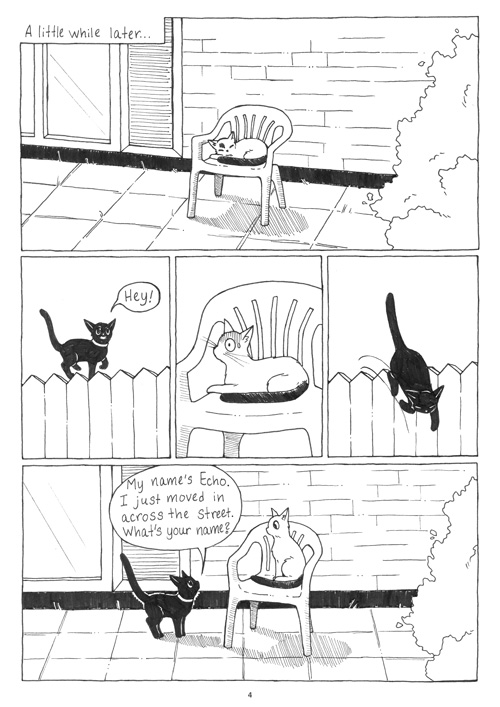 A little while later...
Hey!
My name's Echo.
I just moved in
across the street.
What's your name?
4